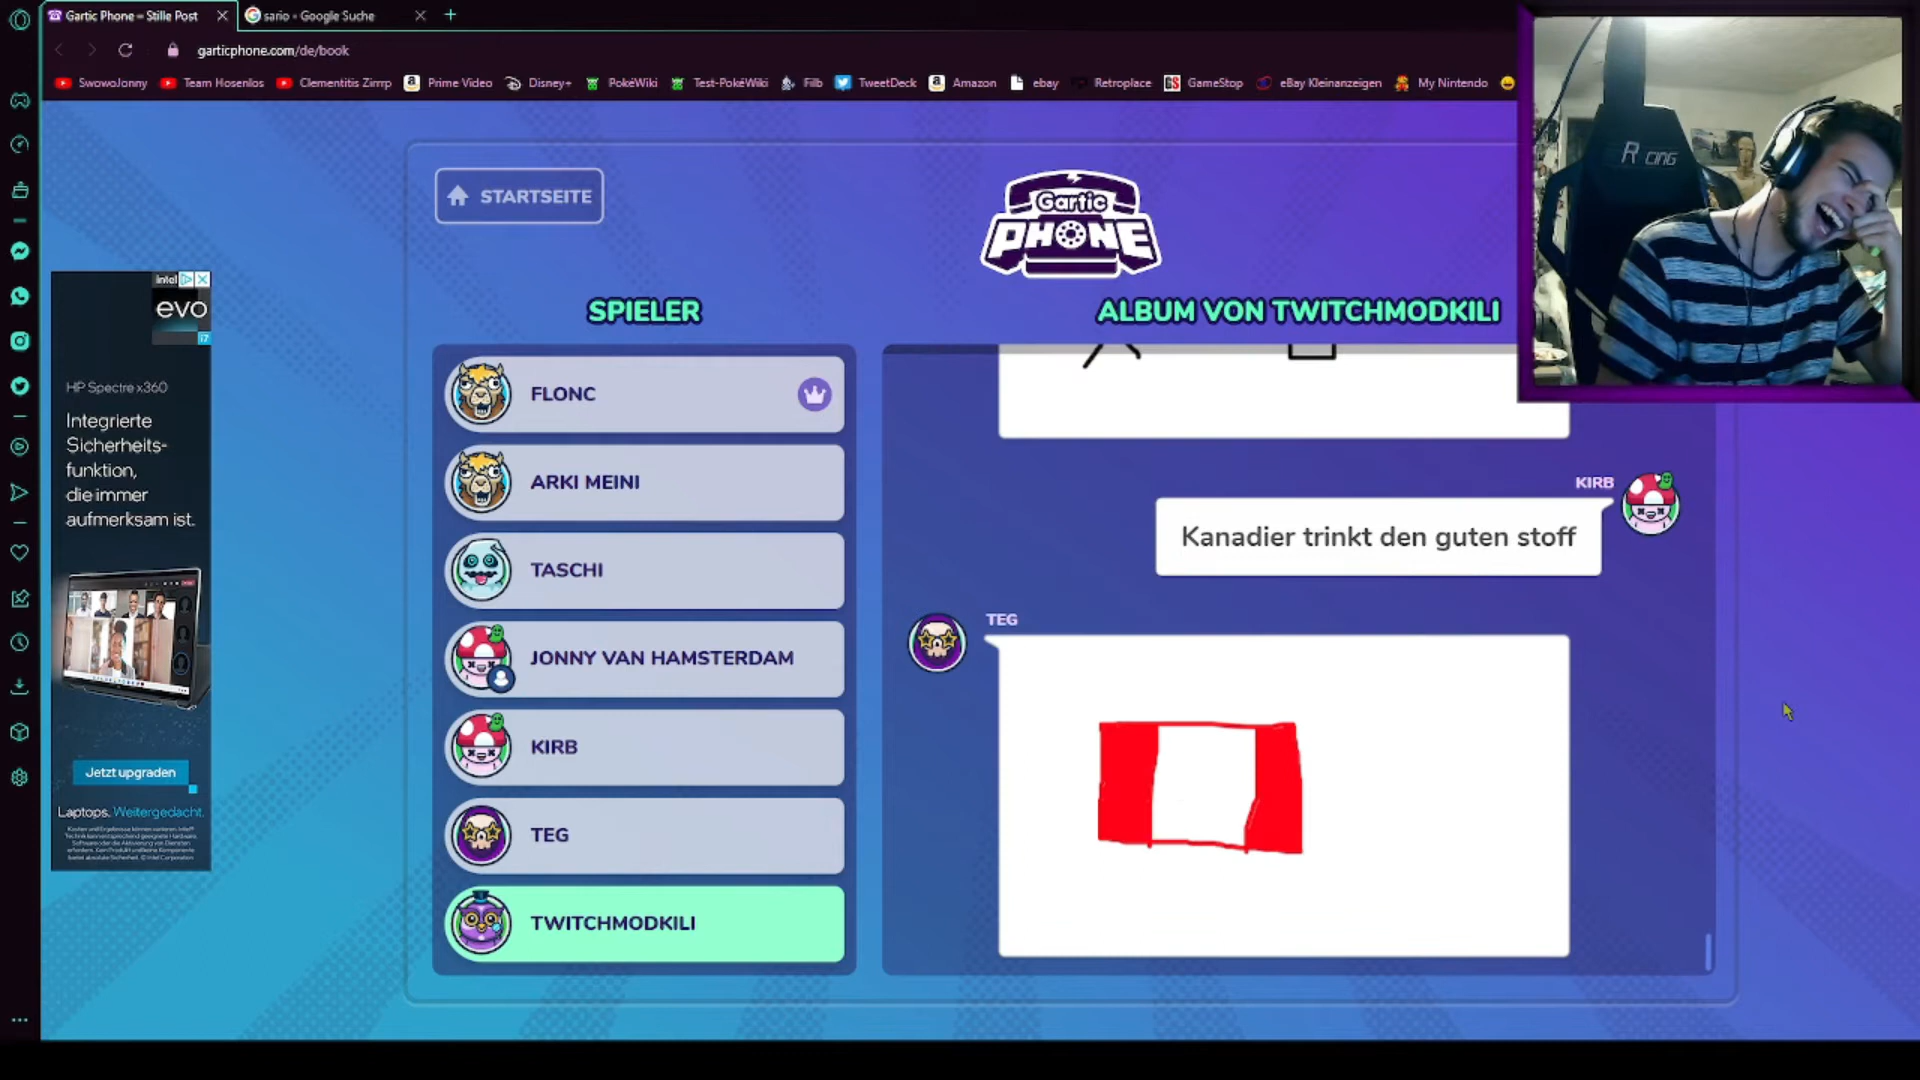 Gartic Phone – Stille Post
sario - Google Suche
garticphone.com/de/book
SwowoJonny
Team Hosenlos
Clementitis Zirrrp
Prime Video
Disney+
PokéWiki
Test-PokéWiki
Filb
TweetDeck
Amazon
ebay
Retroplace
GameStop
eBay Kleinanzeigen
My Nintendo
R CING
STARTSEITE
Gartic
PHONE
SPIELER
ALBUM VON TWITCHMODKILI
intel
evo
i7
HP Spectre x360
Integrierte
Sicherheits-
funktion,
die immer
aufmerksam ist.
Jetzt upgraden
Laptops. Weitergedacht.
FLONC
ARKI MEINI
TASCHI
JONNY VAN HAMSTERDAM
KIRB
TEG
TWITCHMODKILI
KIRB
Kanadier trinkt den guten stoff
TEG